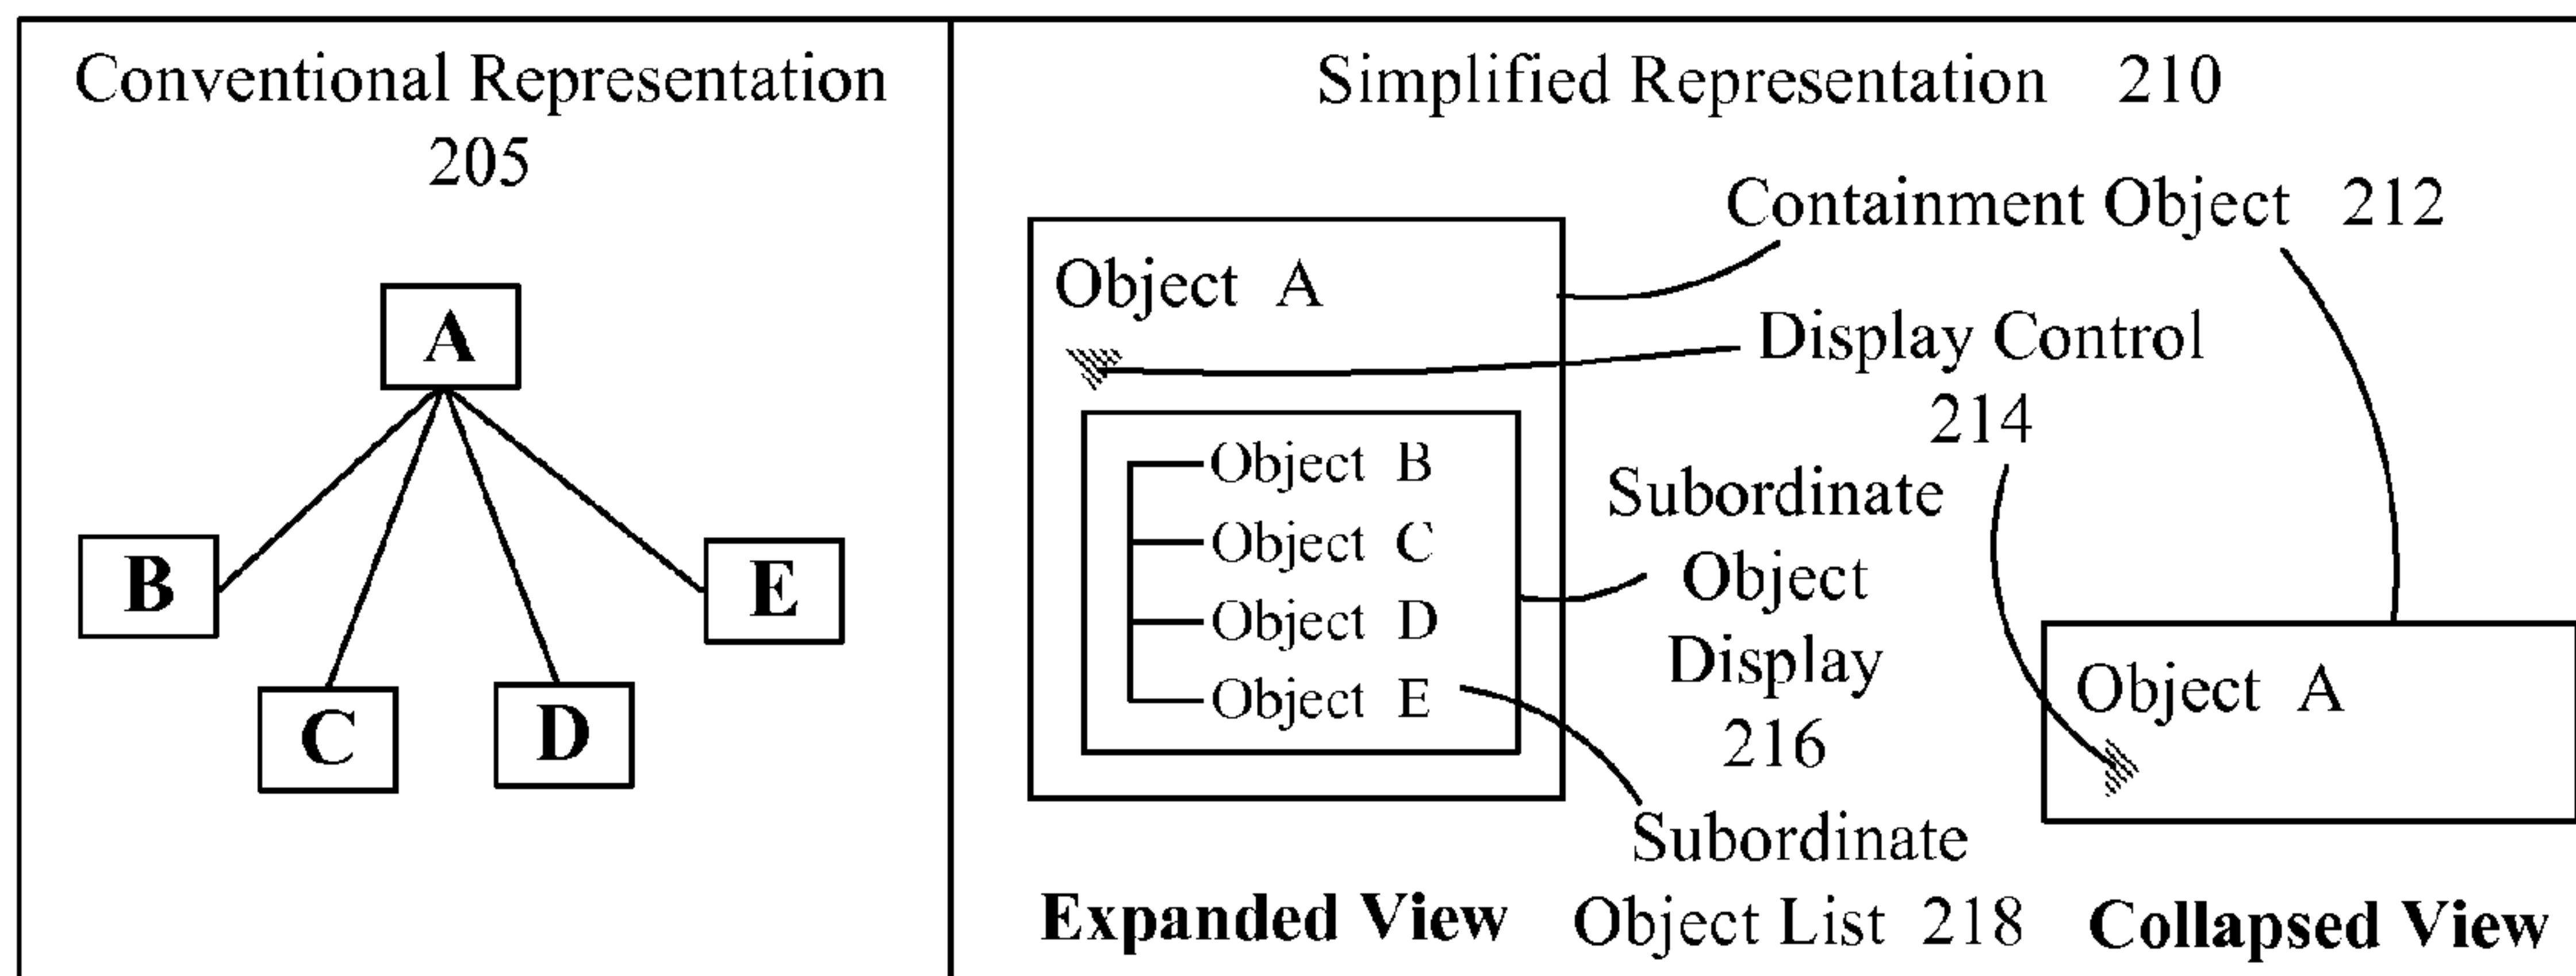 Conventional Representation
205
A
B
E
C
D
Simplified Representation 210
Containment Object 212
Object A
Display Control
214
Object B
Object C
Object D
Object E
Subordinate
Object
Display
216
Object A
Subordinate
Object List 218
Expanded View
Collapsed View